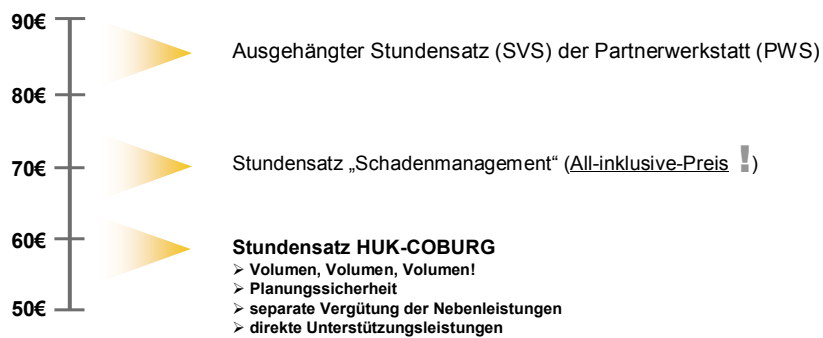 90€
Ausgehängter Stundensatz (SVS) der Partnerwerkstatt (PWS)
80€
70€
Stundensatz „Schadenmanagement“ (All-inklusive-Preis !)
60€
Stundensatz HUK-COBURG
➢ Volumen, Volumen, Volumen!
➢ Planungssicherheit
➢ separate Vergütung der Nebenleistungen
50€
➢ direkte Unterstützungsleistungen